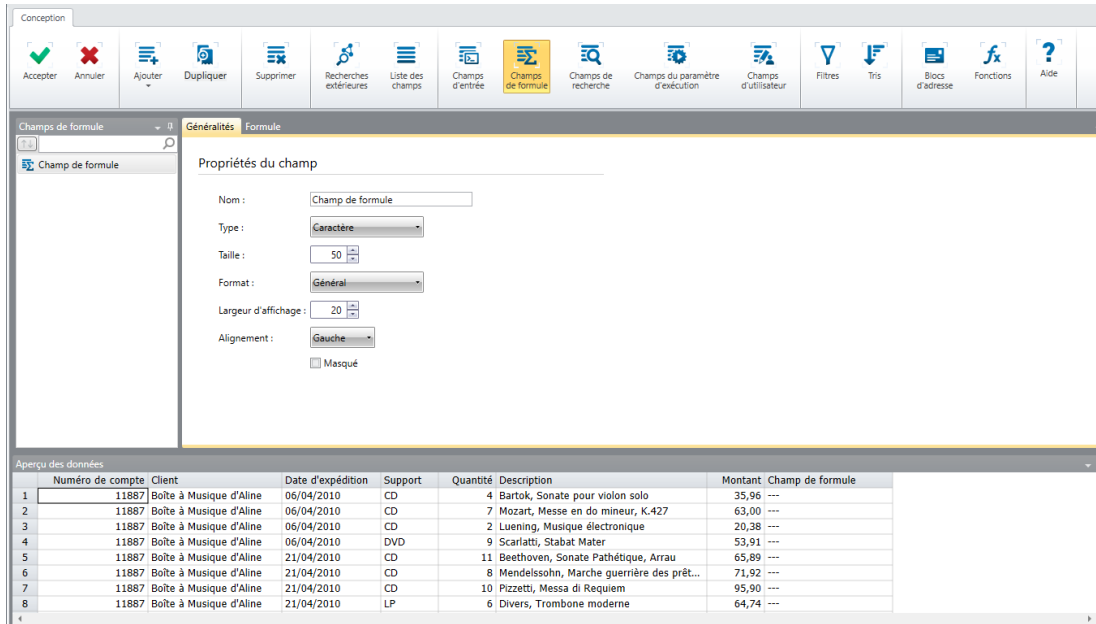 Conception
Accepter Annuler Ajouter Dupliquer Supprimer Recherches extérieures Liste des champs Champs d'entrée Champs de formule Champs de recherche Champs du paramètre d'exécution Champs d'utilisateur Filtres Tris Blocs d'adresse Fonctions Aide
Champs de formule
Généralités Formule
Champ de formule
Propriétés du champ
Nom : Champ de formule
Type : Caractère
Taille : 50
Format : Général
Largeur d'affichage : 20
Alignement : Gauche
Masqué
Aperçu des données
Numéro de compte Client Date d'expédition Support Quantité Description Montant Champ de formule
1 11887 Boîte à Musique d'Aline 06/04/2010 CD 4 Bartok, Sonate pour violon solo 35,96 ---
2 11887 Boîte à Musique d'Aline 06/04/2010 CD 7 Mozart, Messe en do mineur, K.427 63,00 ---
3 11887 Boîte à Musique d'Aline 06/04/2010 CD 2 Luening, Musique électronique 20,38 ---
4 11887 Boîte à Musique d'Aline 06/04/2010 DVD 9 Scarlatti, Stabat Mater 53,91 ---
5 11887 Boîte à Musique d'Aline 21/04/2010 CD 11 Beethoven, Sonate Pathétique, Arrau 65,89 ---
6 11887 Boîte à Musique d'Aline 21/04/2010 CD 8 Mendelssohn, Marche guerrière des prêt... 71,92 ---
7 11887 Boîte à Musique d'Aline 21/04/2010 CD 10 Pizzetti, Messa di Requiem 95,90 ---
8 11887 Boîte à Musique d'Aline 21/04/2010 LP 6 Divers, Trombone moderne 64,74 ---